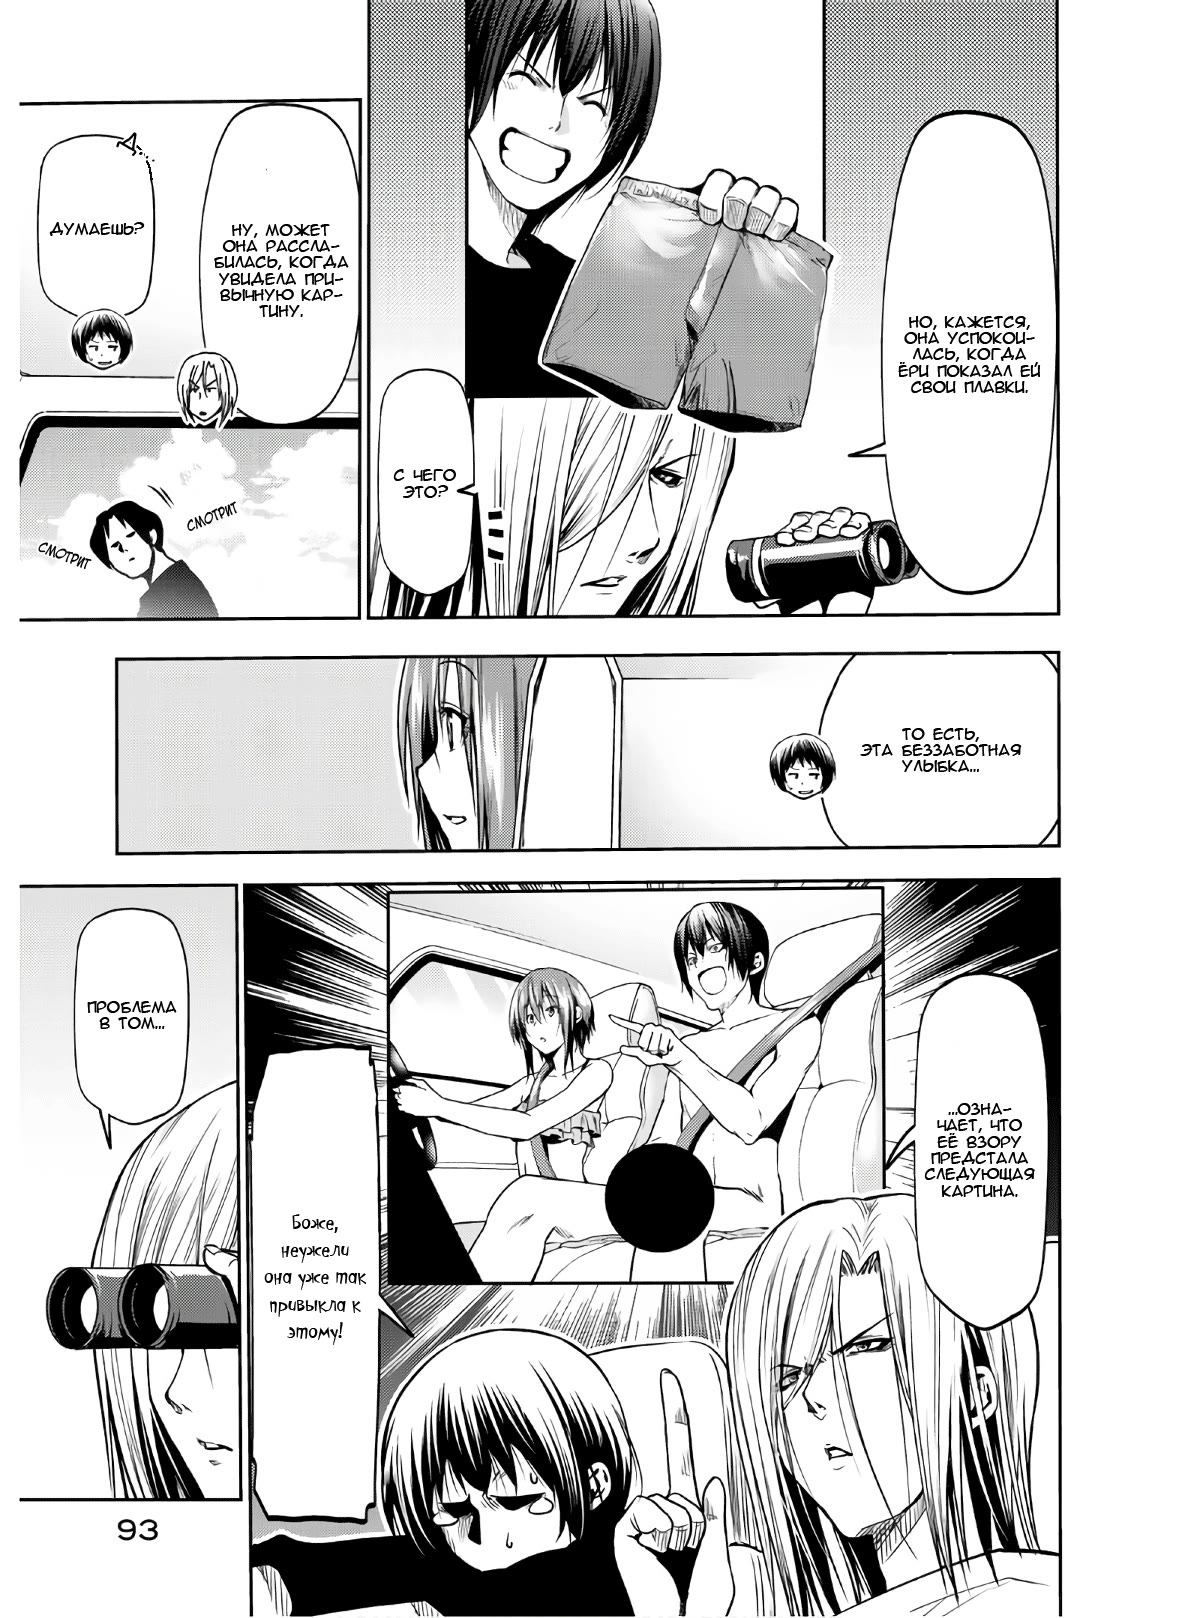 НО, КАЖЕТСЯ,
ОНА УСПОКОИ-
ЛАСЬ, КОГДА
ЁРИ ПОКАЗАЛ ЕЙ
СВОИ ПЛАВКИ.
С ЧЕГО
ЭТО?
НУ, МОЖЕТ
ОНА РАССЛА-
БИЛАСЬ, КОГДА
УВИДЕЛА ПРИ-
ВЫЧНУЮ КАР-
ТИНУ.
Д...
ДУМАЕШЬ?
СМОТРИТ
СМОТРИТ
ТО ЕСТЬ,
ЭТА БЕЗЗАБОТНАЯ
УЛЫБКА...
...ОЗНА-
ЧАЕТ, ЧТО
ЕЁ ВЗОРУ
ПРЕДСТАЛА
СЛЕДУЮЩАЯ
КАРТИНА.
Боже,
неужели
она уже так
привыкла к
этому!
ПРОБЛЕМА
В ТОМ...
93